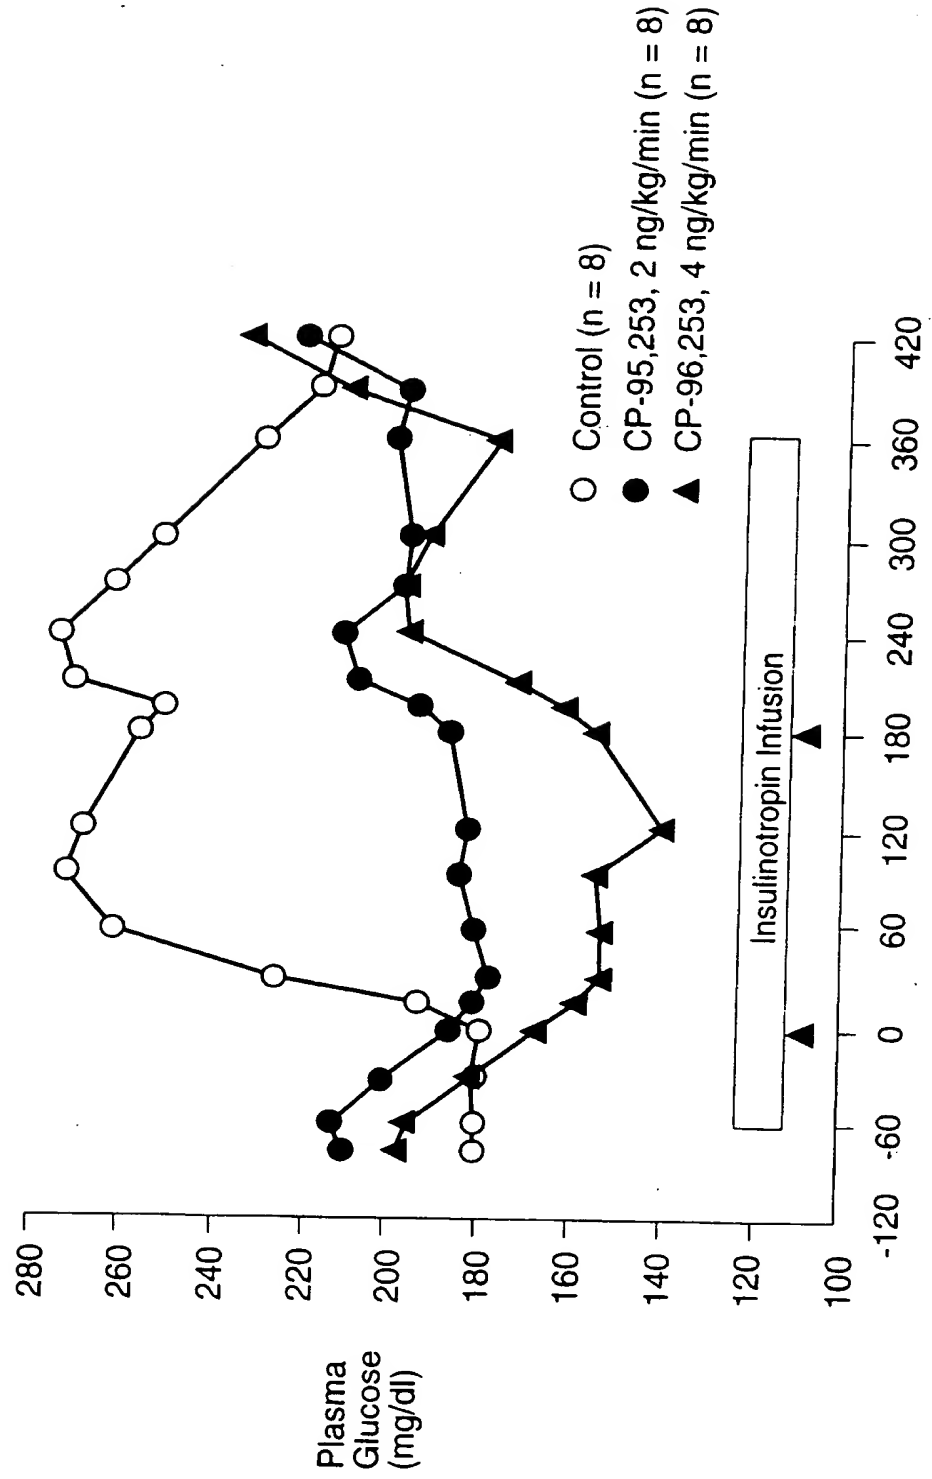 Plasma
Glucose
(mg/dl)
280
260
240
220
200
180
160
140
120
100
-120
-60
0
60
120
180
240
300
360
420
Insulinotropin Infusion
Control (n = 8)
CP-95,253, 2 ng/kg/min (n = 8)
CP-96,253, 4 ng/kg/min (n = 8)